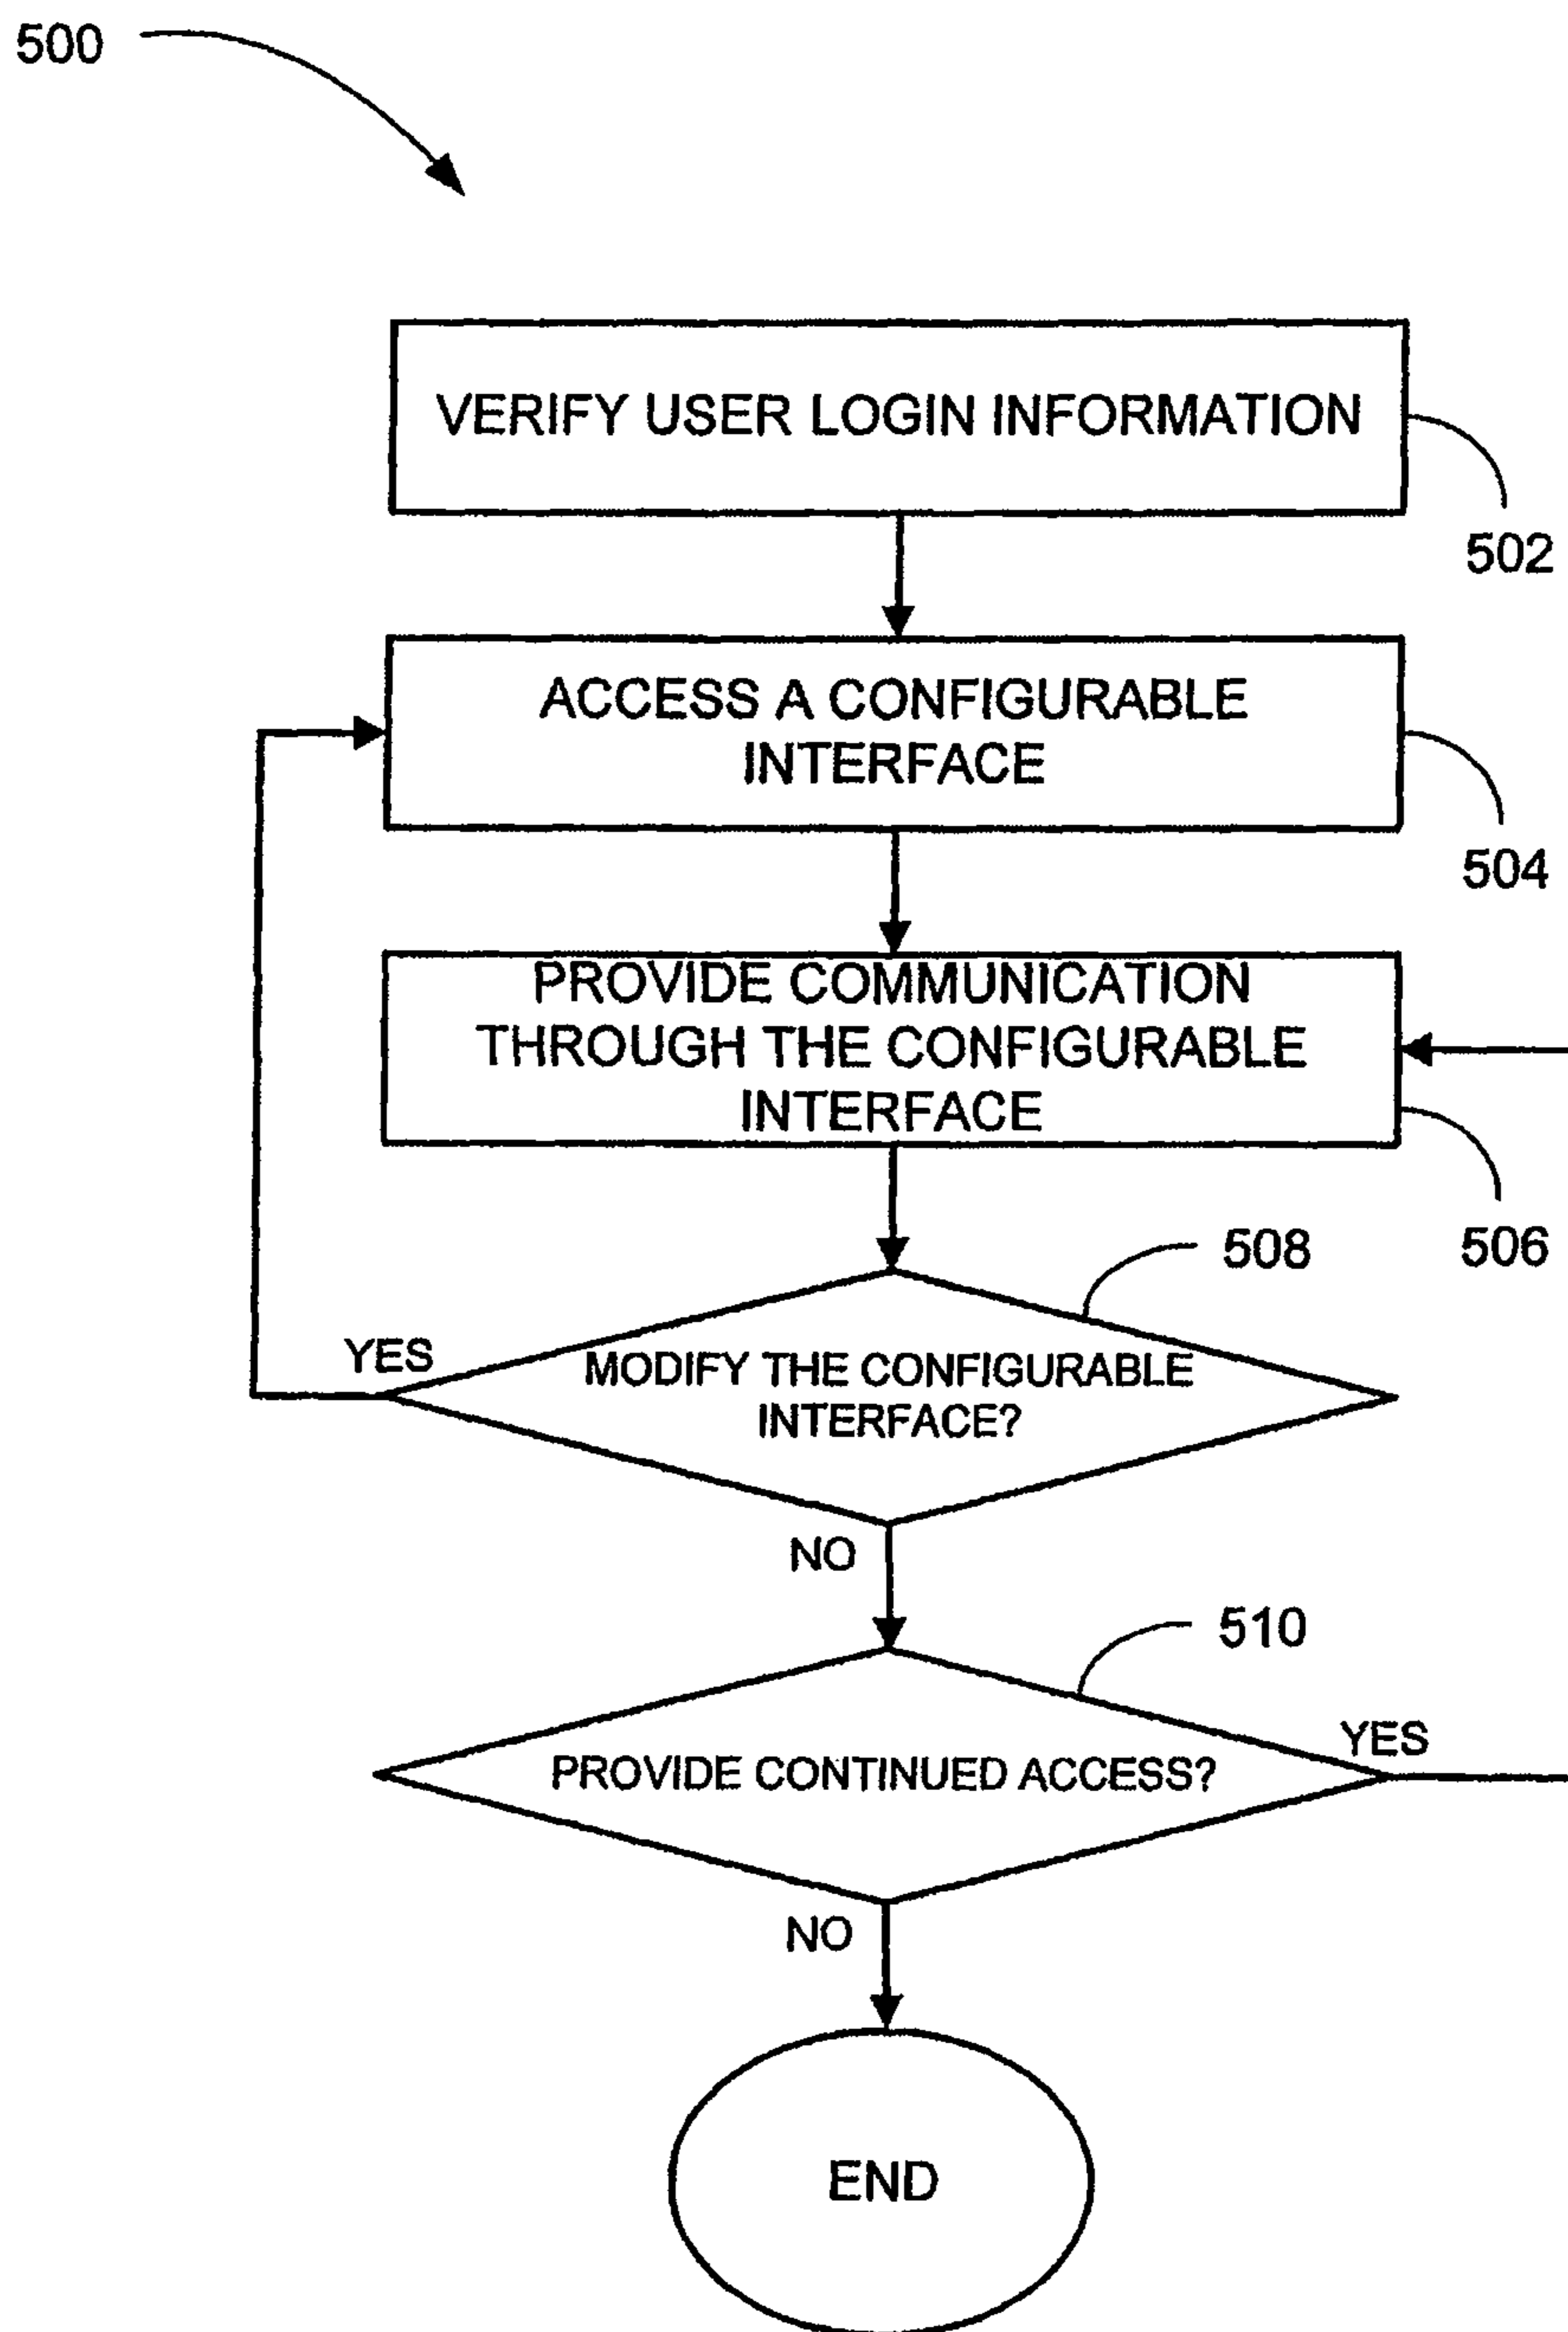 500
VERIFY USER LOGIN INFORMATION
502
ACCESS A CONFIGURABLE
INTERFACE
504
PROVIDE COMMUNICATION
THROUGH THE CONFIGURABLE
INTERFACE
506
508
YES
MODIFY THE CONFIGURABLE
INTERFACE?
NO
510
YES
PROVIDE CONTINUED ACCESS?
NO
END